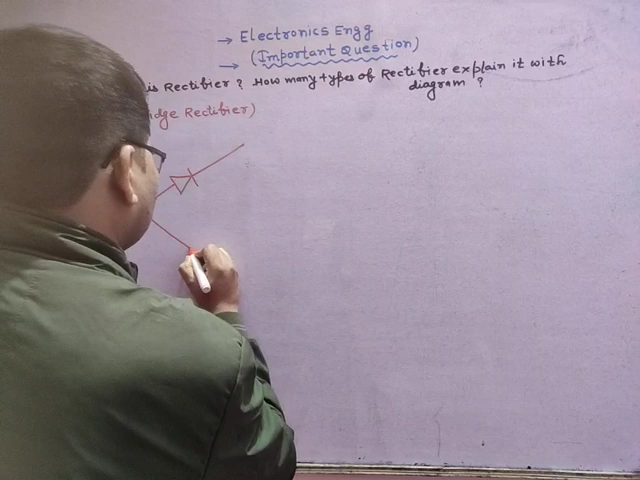 → Electronics Engg
→ (Important Question)
is Rectifier ? How many types of Rectifier explain it with
diagram ?
idge Rectifier)